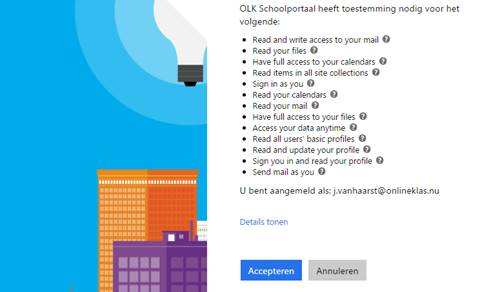 OLK Schoolportaal heeft toestemming nodig voor het
volgende:
Read and write access to your mail ?
Read your files ?
Have full access to your calendars ?
Read items in all site collections ?
Sign in as you ?
Read your calendars ?
Read your mail ?
Have full access to your files ?
Access your data anytime ?
Read all users' basic profiles ?
Read and update your profile ?
Sign you in and read your profile ?
Send mail as you ?
U bent aangemeld als: j.vanhaarst@onlineklas.nu
Details tonen
Accepteren Annuleren